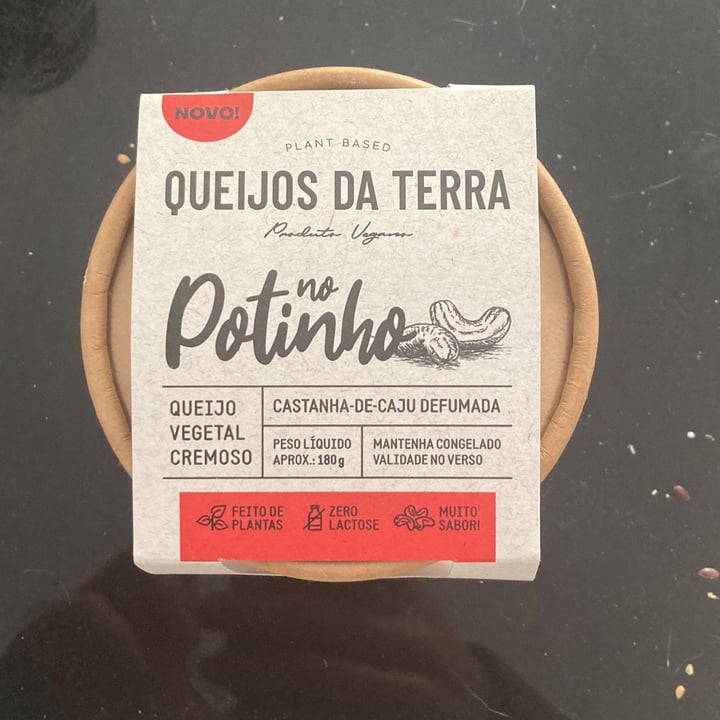 NOVO!
PLANT BASED
QUEIJOS DA TERRA
Produto Vegano
no
Potinho
QUEIJO
VEGETAL
CREMOSO
CASTANHA-DE-CAJU DEFUMADA
PESO LÍQUIDO
APROX.: 180g
MANTENHA CONGELADO
VALIDADE NO VERSO
FEITO DE
PLANTAS
ZERO
LACTOSE
MUITO
SABOR!